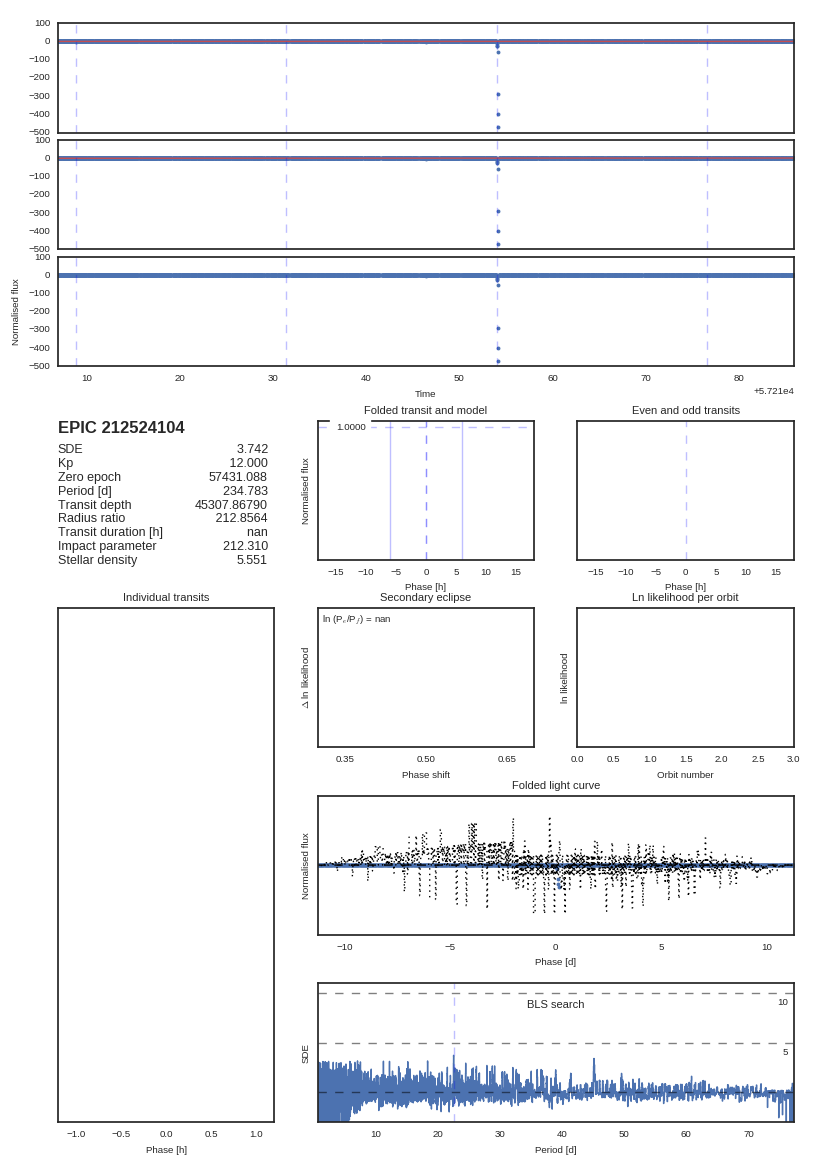 100
0
−100
−200
−300
−400
−500
100
0
−100
−200
−300
−400
−500
100
0
−100
−200
−300
−400
−500
Normalised flux
10 20 30 40 50 60 70 80
Time
+5.721e4
EPIC 212524104
SDE 3.742
Kp 12.000
Zero epoch 57431.088
Period [d] 234.783
Transit depth 45307.86790
Radius ratio 212.8564
Transit duration [h] nan
Impact parameter 212.310
Stellar density 5.551
Folded transit and model
1.0000
Normalised flux
−15 −10 −5 0 5 10 15
Phase [h]
Even and odd transits
−15 −10 −5 0 5 10 15
Phase [h]
Individual transits
−1.0 −0.5 0.0 0.5 1.0
Phase [h]
Secondary eclipse
ln (Pₑ/P𝑓) = nan
Δ ln likelihood
0.35 0.50 0.65
Phase shift
Ln likelihood per orbit
ln likelihood
0.0 0.5 1.0 1.5 2.0 2.5 3.0
Orbit number
Folded light curve
Normalised flux
−10 −5 0 5 10
Phase [d]
BLS search
10
5
SDE
10 20 30 40 50 60 70
Period [d]